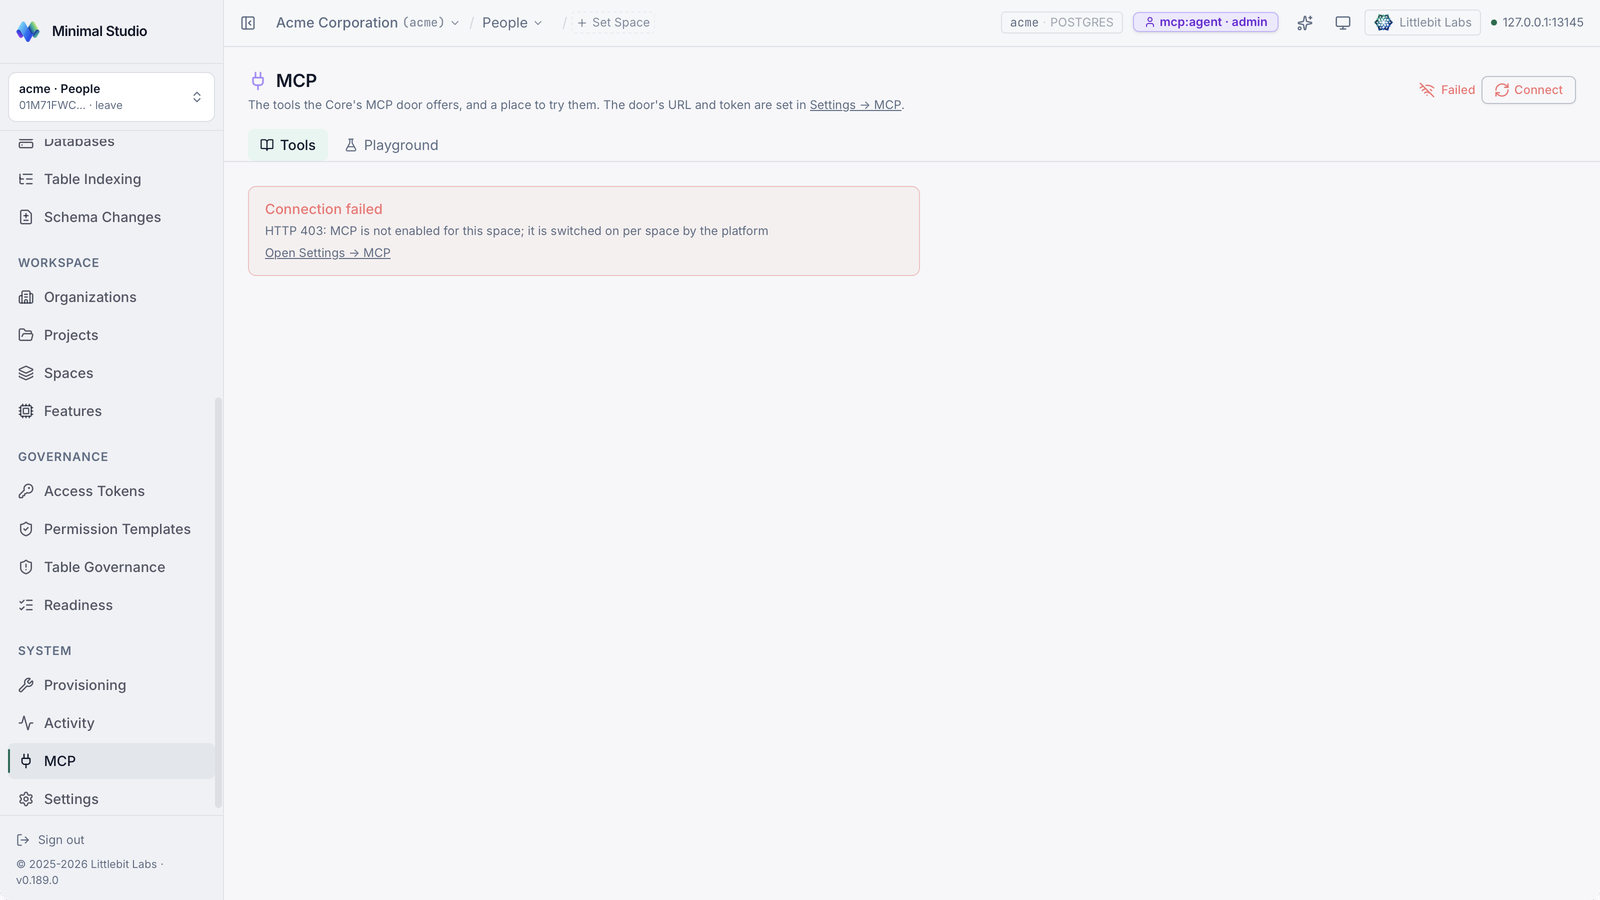 Minimal Studio
acme · People
01M71FWC... · leave
Databases
Table Indexing
Schema Changes
WORKSPACE
Organizations
Projects
Spaces
Features
GOVERNANCE
Access Tokens
Permission Templates
Table Governance
Readiness
SYSTEM
Provisioning
Activity
MCP
Settings
Sign out
© 2025-2026 Littlebit Labs ·
v0.189.0
Acme Corporation (acme) / People / + Set Space
acme · POSTGRES
mcp:agent · admin
Littlebit Labs
127.0.0.1:13145
MCP
The tools the Core's MCP door offers, and a place to try them. The door's URL and token are set in Settings → MCP.
Failed
Connect
Tools
Playground
Connection failed
HTTP 403: MCP is not enabled for this space; it is switched on per space by the platform
Open Settings → MCP